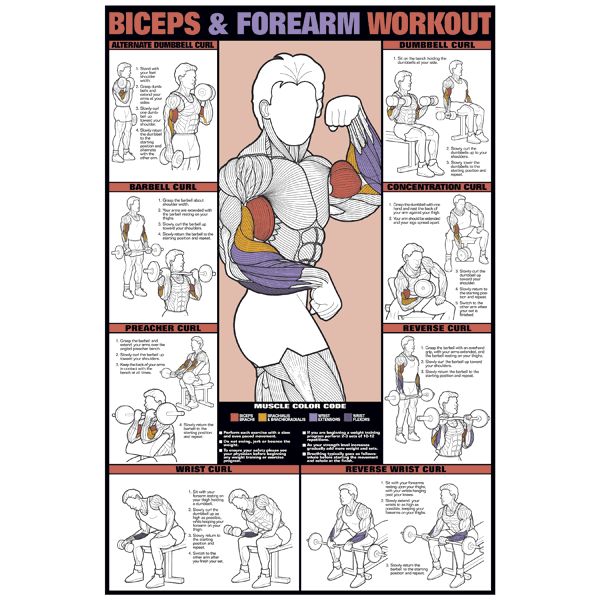 BICEPS & FOREARM WORKOUT
ALTERNATE DUMBBELL CURL
1. Stand with
your feet
shoulder
width.
2. Grasp dumb-
bells and
extend your
arms at your
sides.
3. Slowly curl
one dumb-
bell up
toward your
shoulder.
4. Slowly return
the dumbbell
to the
starting
position and
alternate
with the
other arm.
DUMBBELL CURL
1. Sit on the bench holding the
dumbbells at your side.
2. Slowly curl the
dumbbells up to your
shoulders.
3. Slowly lower the
dumbbells to the
starting position and
repeat.
BARBELL CURL
1. Grasp the barbell about
shoulder width.
2. Your arms are extended with
the barbell resting on your
thighs.
3. Slowly curl the barbell up
toward your shoulders.
4. Slowly return the barbell to the
starting position and repeat.
CONCENTRATION CURL
1. Grasp the dumbbell with one
hand and rest the back of
your arm against your thigh.
2. Your arm should be extended
and your legs spread apart.
3. Slowly curl the
dumbbell up
toward your
shoulder.
4. Slowly return to
the starting posi-
tion and repeat.
5. Switch to the
other arm when
your set is
finished.
PREACHER CURL
1. Grasp the barbell and
extend your arms over the
angled preacher bench.
2. Slowly curl the barbell up
toward your shoulder.
3. Keep the back of your arms
in contact with the
bench at all times.
4. Slowly return the
barbell to the
starting position
and repeat.
REVERSE CURL
1. Grasp the barbell with an overhand
grip, with your arms extended, and
the barbell resting on your thighs.
2. Slowly curl the barbell up toward
your shoulders.
3. Slowly return the barbell to the
starting position and repeat.
MUSCLE COLOR CODE
BICEPS
BRACHII
BRACHIALIS
& BRACHIORADIALIS
WRIST
EXTENSORS
WRIST
FLEXORS
Perform each exercise with a slow
and even paced movement.
Do not swing, jerk or bounce the
weight.
To ensure your safety please see
your physician before beginning
any weight training or exercise
program.
If you are beginning a weight training
program perform 2-3 sets of 10-12
repetitions.
As your strength level increases
gradually add more weight and sets.
Breathing typically goes as follows:
inhale before starting the movement
and exhale at the finish.
WRIST CURL
1. Sit with your
forearm resting
on your thigh
holding a
dumbbell.
2. Slowly curl the
dumbbell up
as high as
possible, while
keeping your
forearm on your
thigh.
3. Slowly return
to the starting
position and
repeat.
4. Switch to the
other arm after
you finish your set.
REVERSE WRIST CURL
1. Sit with your forearms
resting upon your thighs,
with your wrists hanging
past your knees.
2. Slowly extend your
wrists as high as
possible, keeping your
forearms on your thighs.
3. Slowly return the
barbell to the starting
position and repeat.